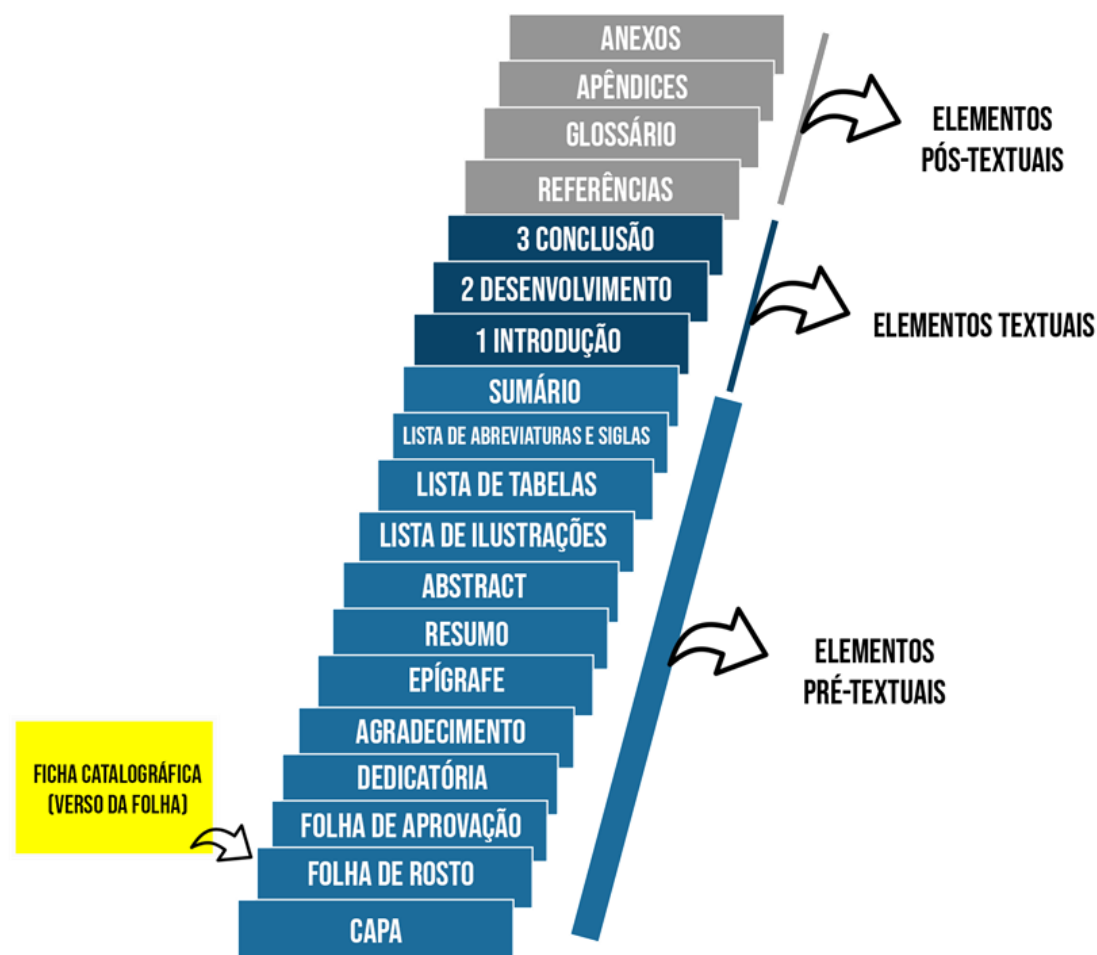 ANEXOS
APÊNDICES
GLOSSÁRIO
REFERÊNCIAS
ELEMENTOS
PÓS-TEXTUAIS
3 CONCLUSÃO
2 DESENVOLVIMENTO
1 INTRODUÇÃO
ELEMENTOS TEXTUAIS
SUMÁRIO
LISTA DE ABREVIATURAS E SIGLAS
LISTA DE TABELAS
LISTA DE ILUSTRAÇÕES
ABSTRACT
RESUMO
EPÍGRAFE
AGRADECIMENTO
DEDICATÓRIA
FOLHA DE APROVAÇÃO
FOLHA DE ROSTO
CAPA
ELEMENTOS
PRÉ-TEXTUAIS
FICHA CATALOGRÁFICA
(VERSO DA FOLHA)